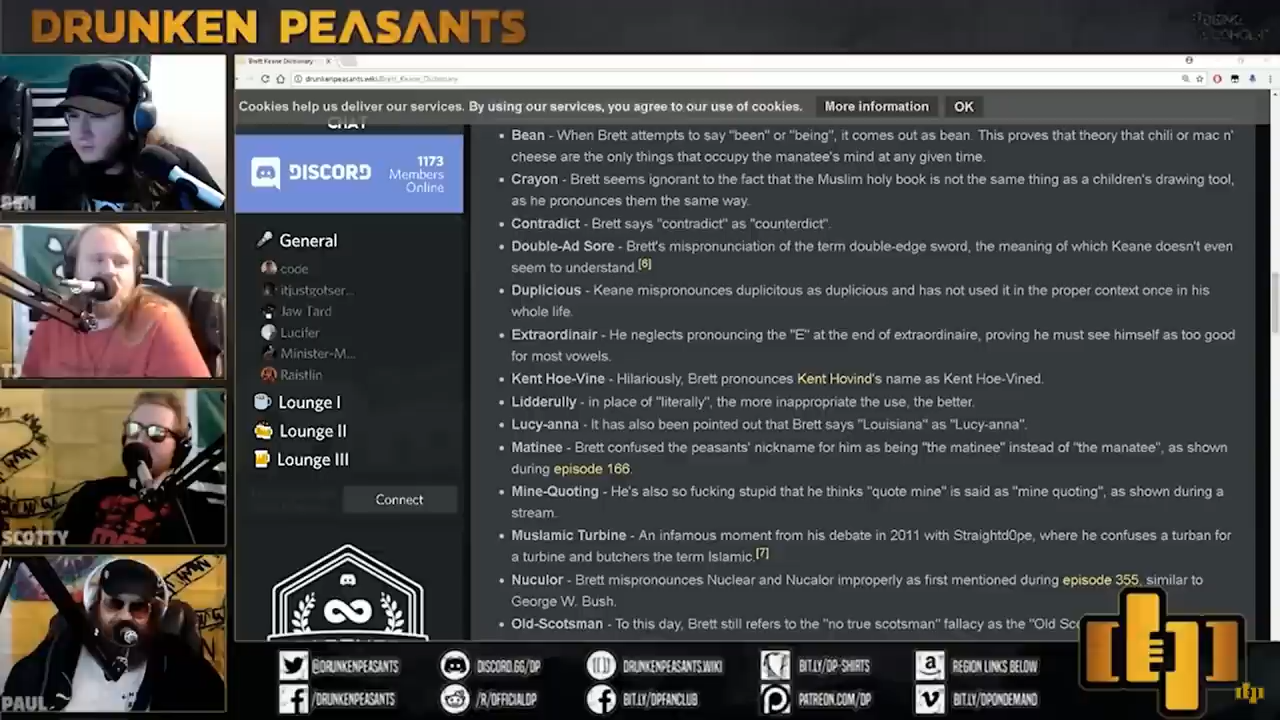 DRUNKEN PEASANTS
Brett Keane Dictionary
drunkenpeasants.wiki/Brett_Keane_Dictionary
Cookies help us deliver our services. By using our services, you agree to our use of cookies. More information OK
CHAT
DISCORD
1173
Members
Online
General
code
itjustgotser...
Jaw Tard
Lucifer
Minister-M...
Raistlin
Lounge I
Lounge II
Lounge III
Connect
Bean - When Brett attempts to say "been" or "being", it comes out as bean. This proves that theory that chili or mac n'
cheese are the only things that occupy the manatee's mind at any given time.
Crayon - Brett seems ignorant to the fact that the Muslim holy book is not the same thing as a children's drawing tool,
as he pronounces them the same way.
Contradict - Brett says "contradict" as "counterdict".
Double-Ad Sore - Brett's mispronunciation of the term double-edge sword, the meaning of which Keane doesn't even
seem to understand.[6]
Duplicious - Keane mispronounces duplicitous as duplicious and has not used it in the proper context once in his
whole life.
Extraordinair - He neglects pronouncing the "E" at the end of extraordinaire, proving he must see himself as too good
for most vowels.
Kent Hoe-Vine - Hilariously, Brett pronounces Kent Hovind's name as Kent Hoe-Vined.
Lidderully - in place of "literally", the more inappropriate the use, the better.
Lucy-anna - It has also been pointed out that Brett says "Louisiana" as "Lucy-anna".
Matinee - Brett confused the peasants' nickname for him as being "the matinee" instead of "the manatee", as shown
during episode 166.
Mine-Quoting - He's also so fucking stupid that he thinks "quote mine" is said as "mine quoting", as shown during a
stream.
Muslamic Turbine - An infamous moment from his debate in 2011 with Straightd0pe, where he confuses a turban for
a turbine and butchers the term Islamic.[7]
Nuculor - Brett mispronounces Nuclear and Nucalor improperly as first mentioned during episode 355, similar to
George W. Bush.
Old-Scotsman - To this day, Brett still refers to the "no true scotsman" fallacy as the "Old Sc
BEN
TJ
SCOTTY
PAUL
@DRUNKENPEASANTS
DISCORD.GG/DP
DRUNKENPEASANTS.WIKI
BIT.LY/DP-SHIRTS
REGION LINKS BELOW
/DRUNKENPEASANTS
/R/OFFICIALDP
BIT.LY/DPFANCLUB
PATREON.COM/DP
BIT.LY/DPONDEMAND